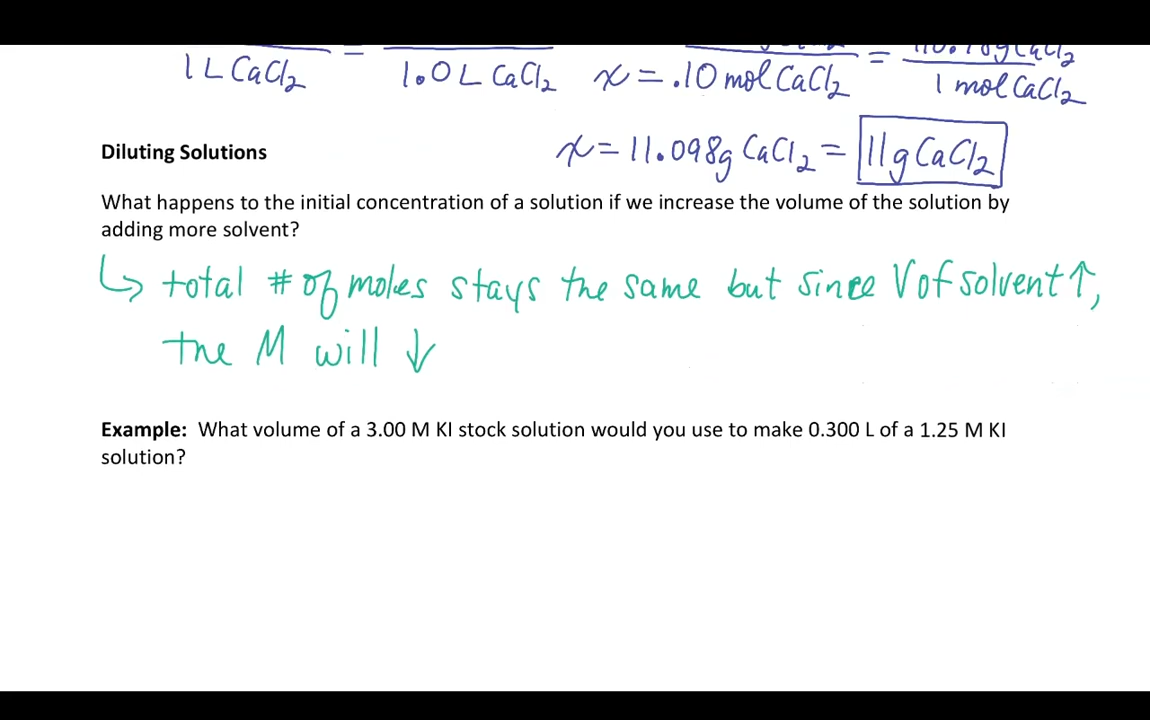 1 L CaCl₂ = 1.0 L CaCl₂ x = .10 mol CaCl₂ = 1 mol CaCl₂
Diluting Solutions x = 11.098g CaCl₂ = 11g CaCl₂
What happens to the initial concentration of a solution if we increase the volume of the solution by
adding more solvent?
↳ total # of moles stays the same but since V of solvent↑,
the M will ↓
Example: What volume of a 3.00 M KI stock solution would you use to make 0.300 L of a 1.25 M KI
solution?